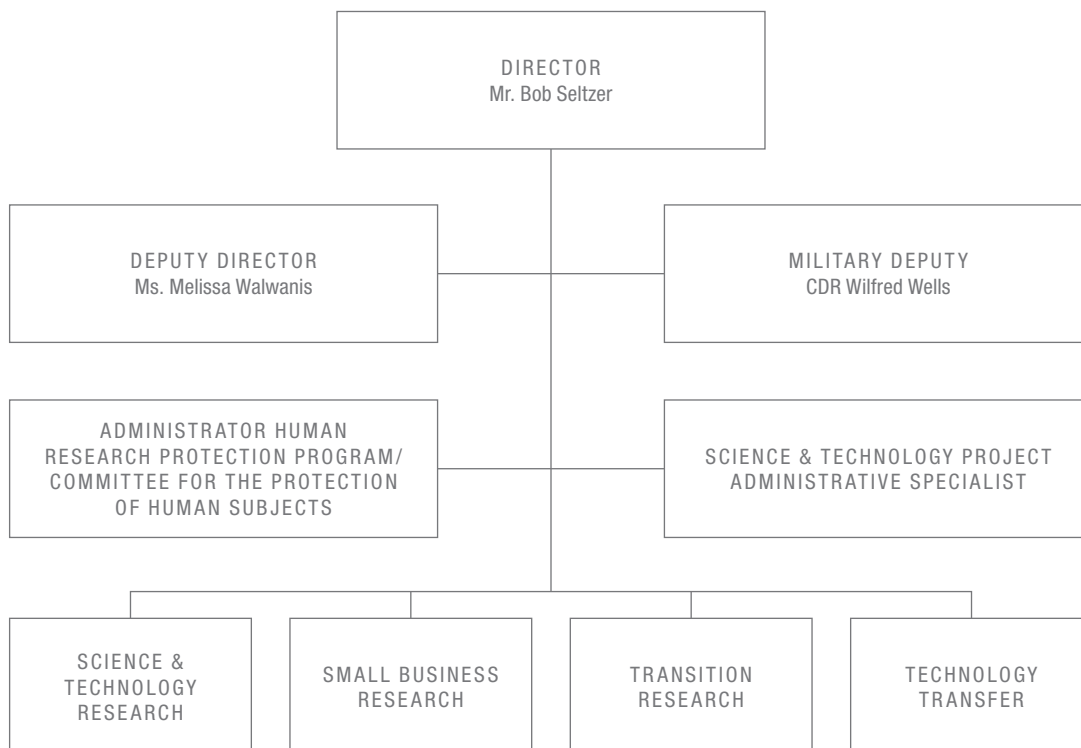 DIRECTOR
Mr. Bob Seltzer
DEPUTY DIRECTOR
Ms. Melissa Walwanis
MILITARY DEPUTY
CDR Wilfred Wells
ADMINISTRATOR HUMAN
RESEARCH PROTECTION PROGRAM/
COMMITTEE FOR THE PROTECTION
OF HUMAN SUBJECTS
SCIENCE & TECHNOLOGY PROJECT
ADMINISTRATIVE SPECIALIST
SCIENCE &
TECHNOLOGY
RESEARCH
SMALL BUSINESS
RESEARCH
TRANSITION
RESEARCH
TECHNOLOGY
TRANSFER